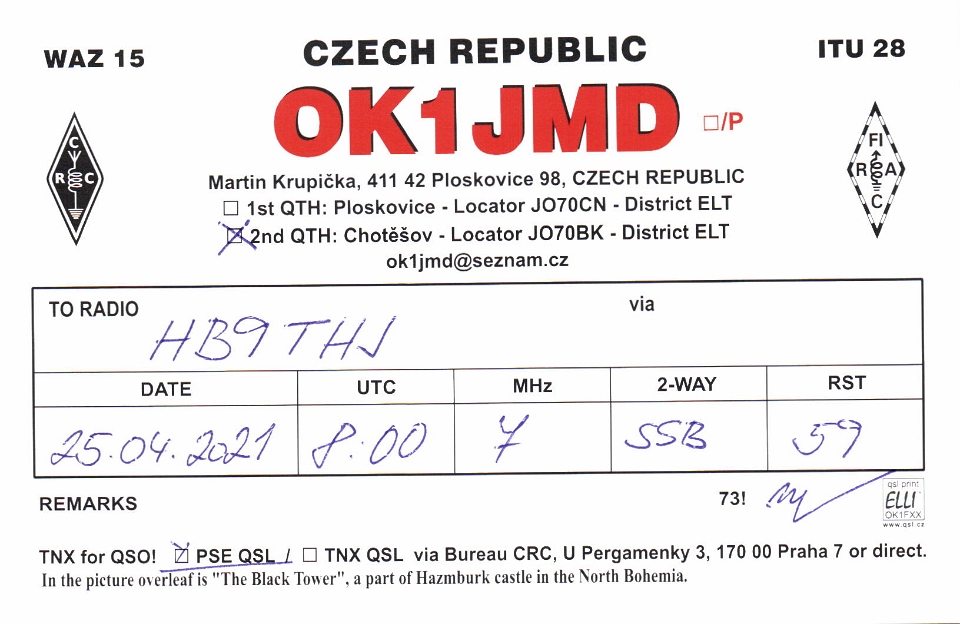 WAZ 15
CZECH REPUBLIC
ITU 28
OK1JMD
☐/P
C
R C
FI
R A
C
Martin Krupička, 411 42 Ploskovice 98, CZECH REPUBLIC
☐ 1st QTH: Ploskovice - Locator JO70CN - District ELT
☒ 2nd QTH: Chotěšov - Locator JO70BK - District ELT
ok1jmd@seznam.cz
TO RADIO via
HB9THJ
DATE UTC MHz 2-WAY RST
25.04.2021 8:00 7 SSB 59
REMARKS
73!
qsl print
ELLI
OK1FXX
www.qsl.cz
TNX for QSO! ☒ PSE QSL / ☐ TNX QSL via Bureau CRC, U Pergamenky 3, 170 00 Praha 7 or direct.
In the picture overleaf is "The Black Tower", a part of Hazmburk castle in the North Bohemia.